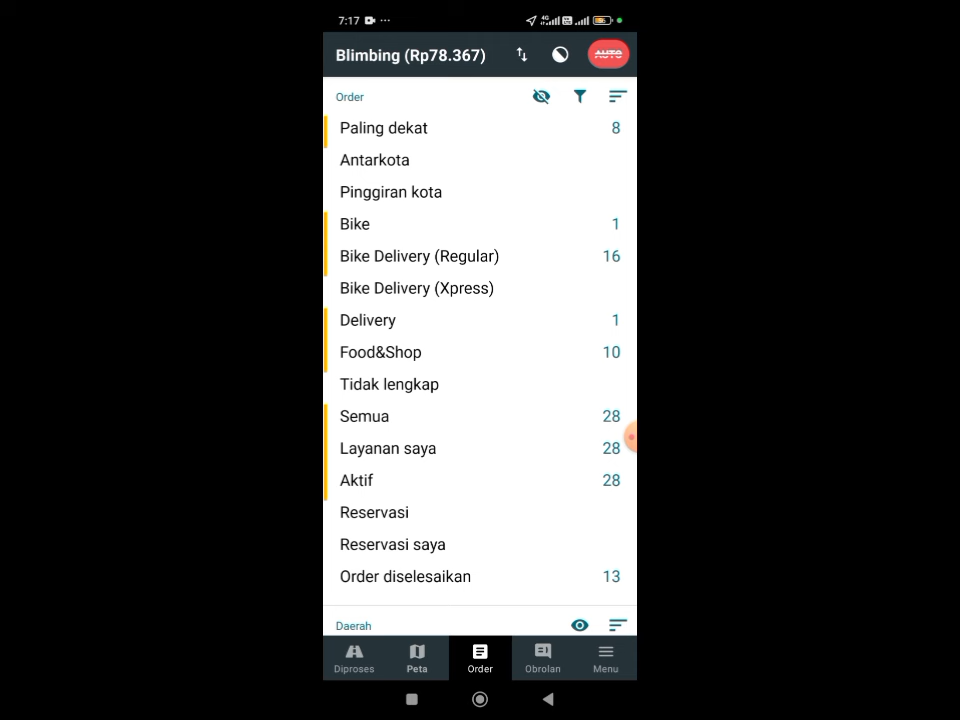 7:17
4G
Blimbing (Rp78.367)
AUTO
Order
Paling dekat 8
Antarkota
Pinggiran kota
Bike 1
Bike Delivery (Regular) 16
Bike Delivery (Xpress)
Delivery 1
Food&Shop 10
Tidak lengkap
Semua 28
Layanan saya 28
Aktif 28
Reservasi
Reservasi saya
Order diselesaikan 13
Daerah
Diproses Peta Order Obrolan Menu